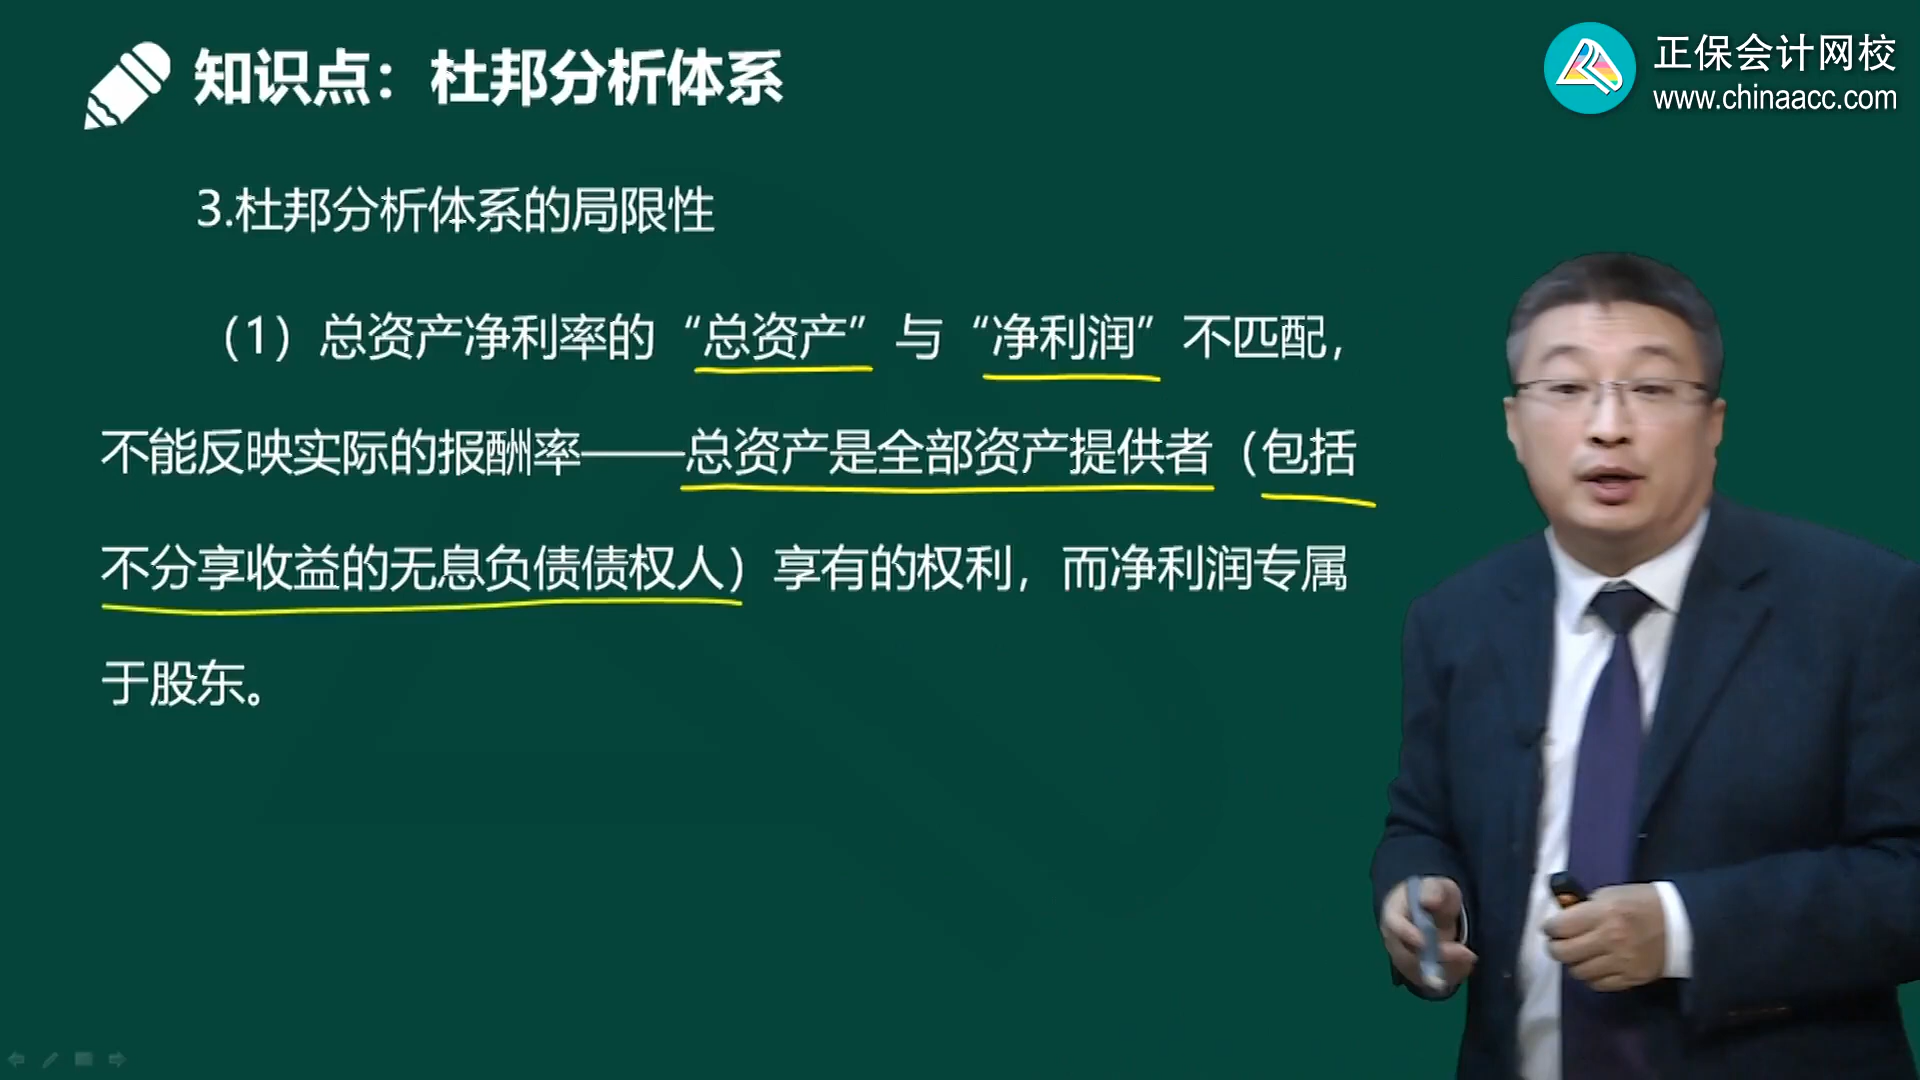 知识点：杜邦分析体系
正保会计网校
www.chinaacc.com
3.杜邦分析体系的局限性
（1）总资产净利率的“总资产”与“净利润”不匹配，
不能反映实际的报酬率——总资产是全部资产提供者（包括
不分享收益的无息负债债权人）享有的权利，而净利润专属
于股东。